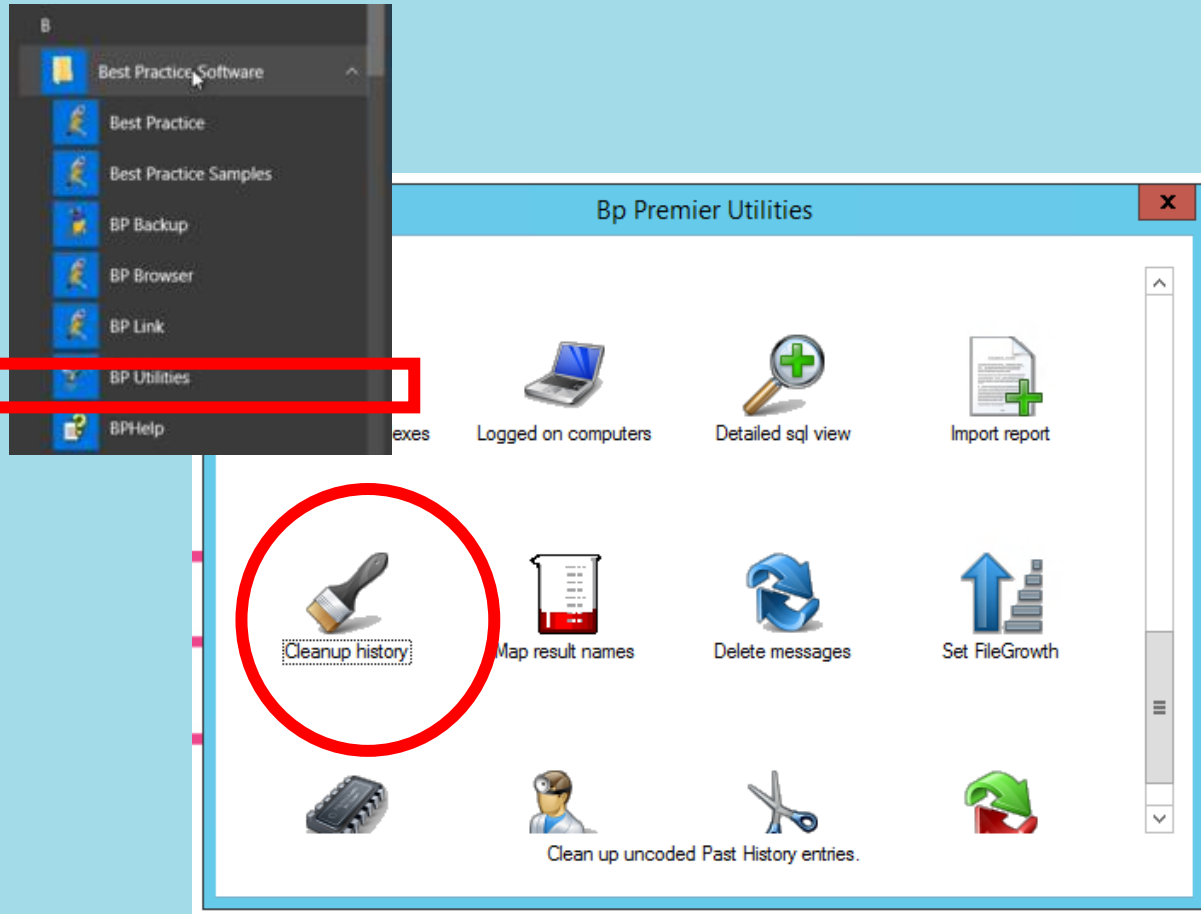 B
Best Practice Software
Best Practice
Best Practice Samples
BP Backup
BP Browser
BP Link
BP Utilities
BPHelp
Bp Premier Utilities
x
exes
Logged on computers
Detailed sql view
Import report
Cleanup history
Map result names
Delete messages
Set FileGrowth
Clean up uncoded Past History entries.